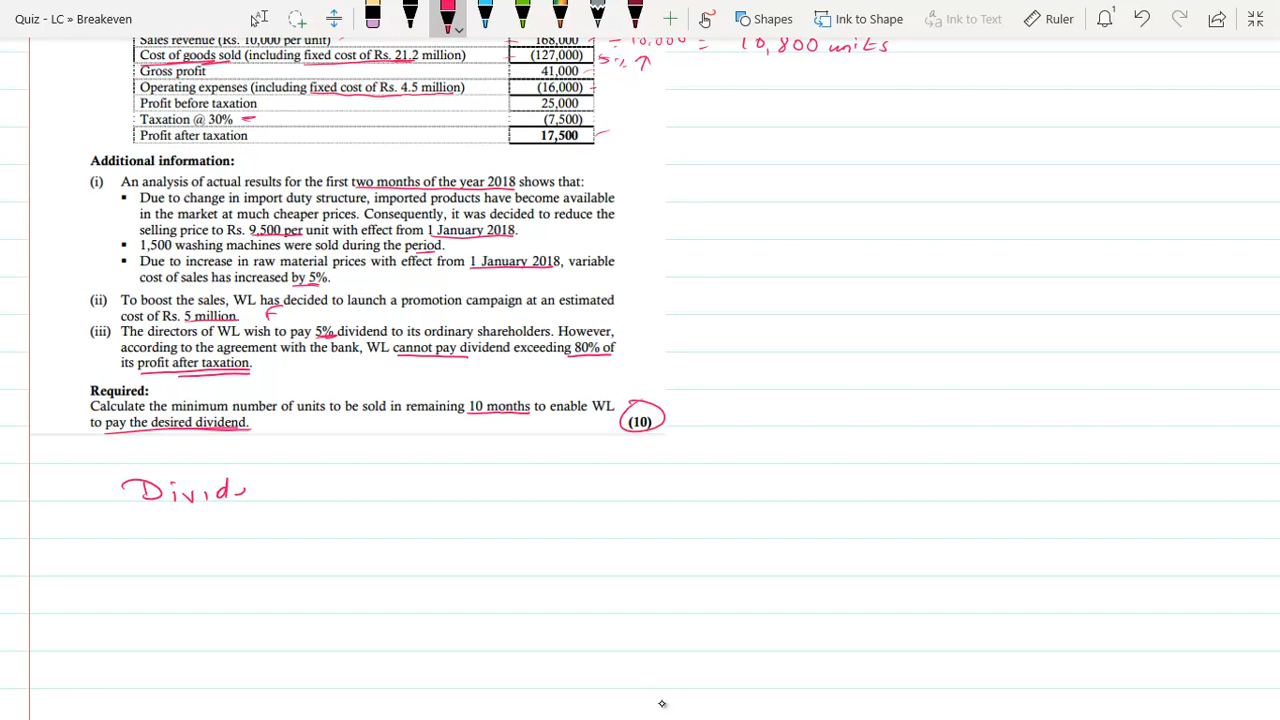 Quiz - LC » Breakeven
Shapes
Ink to Shape
Ink to Text
Ruler
Sales revenue (Rs. 10,000 per unit) 168,000 ÷ 10,000 = 16,800 units
Cost of goods sold (including fixed cost of Rs. 21.2 million) (127,000) 5% ↑
Gross profit 41,000
Operating expenses (including fixed cost of Rs. 4.5 million) (16,000)
Profit before taxation 25,000
Taxation @ 30% (7,500)
Profit after taxation 17,500
Additional information:
(i) An analysis of actual results for the first two months of the year 2018 shows that:
▪ Due to change in import duty structure, imported products have become available
in the market at much cheaper prices. Consequently, it was decided to reduce the
selling price to Rs. 9,500 per unit with effect from 1 January 2018.
▪ 1,500 washing machines were sold during the period.
▪ Due to increase in raw material prices with effect from 1 January 2018, variable
cost of sales has increased by 5%.
(ii) To boost the sales, WL has decided to launch a promotion campaign at an estimated
cost of Rs. 5 million. F
(iii) The directors of WL wish to pay 5% dividend to its ordinary shareholders. However,
according to the agreement with the bank, WL cannot pay dividend exceeding 80% of
its profit after taxation.
Required:
Calculate the minimum number of units to be sold in remaining 10 months to enable WL
to pay the desired dividend. (10)
Divid